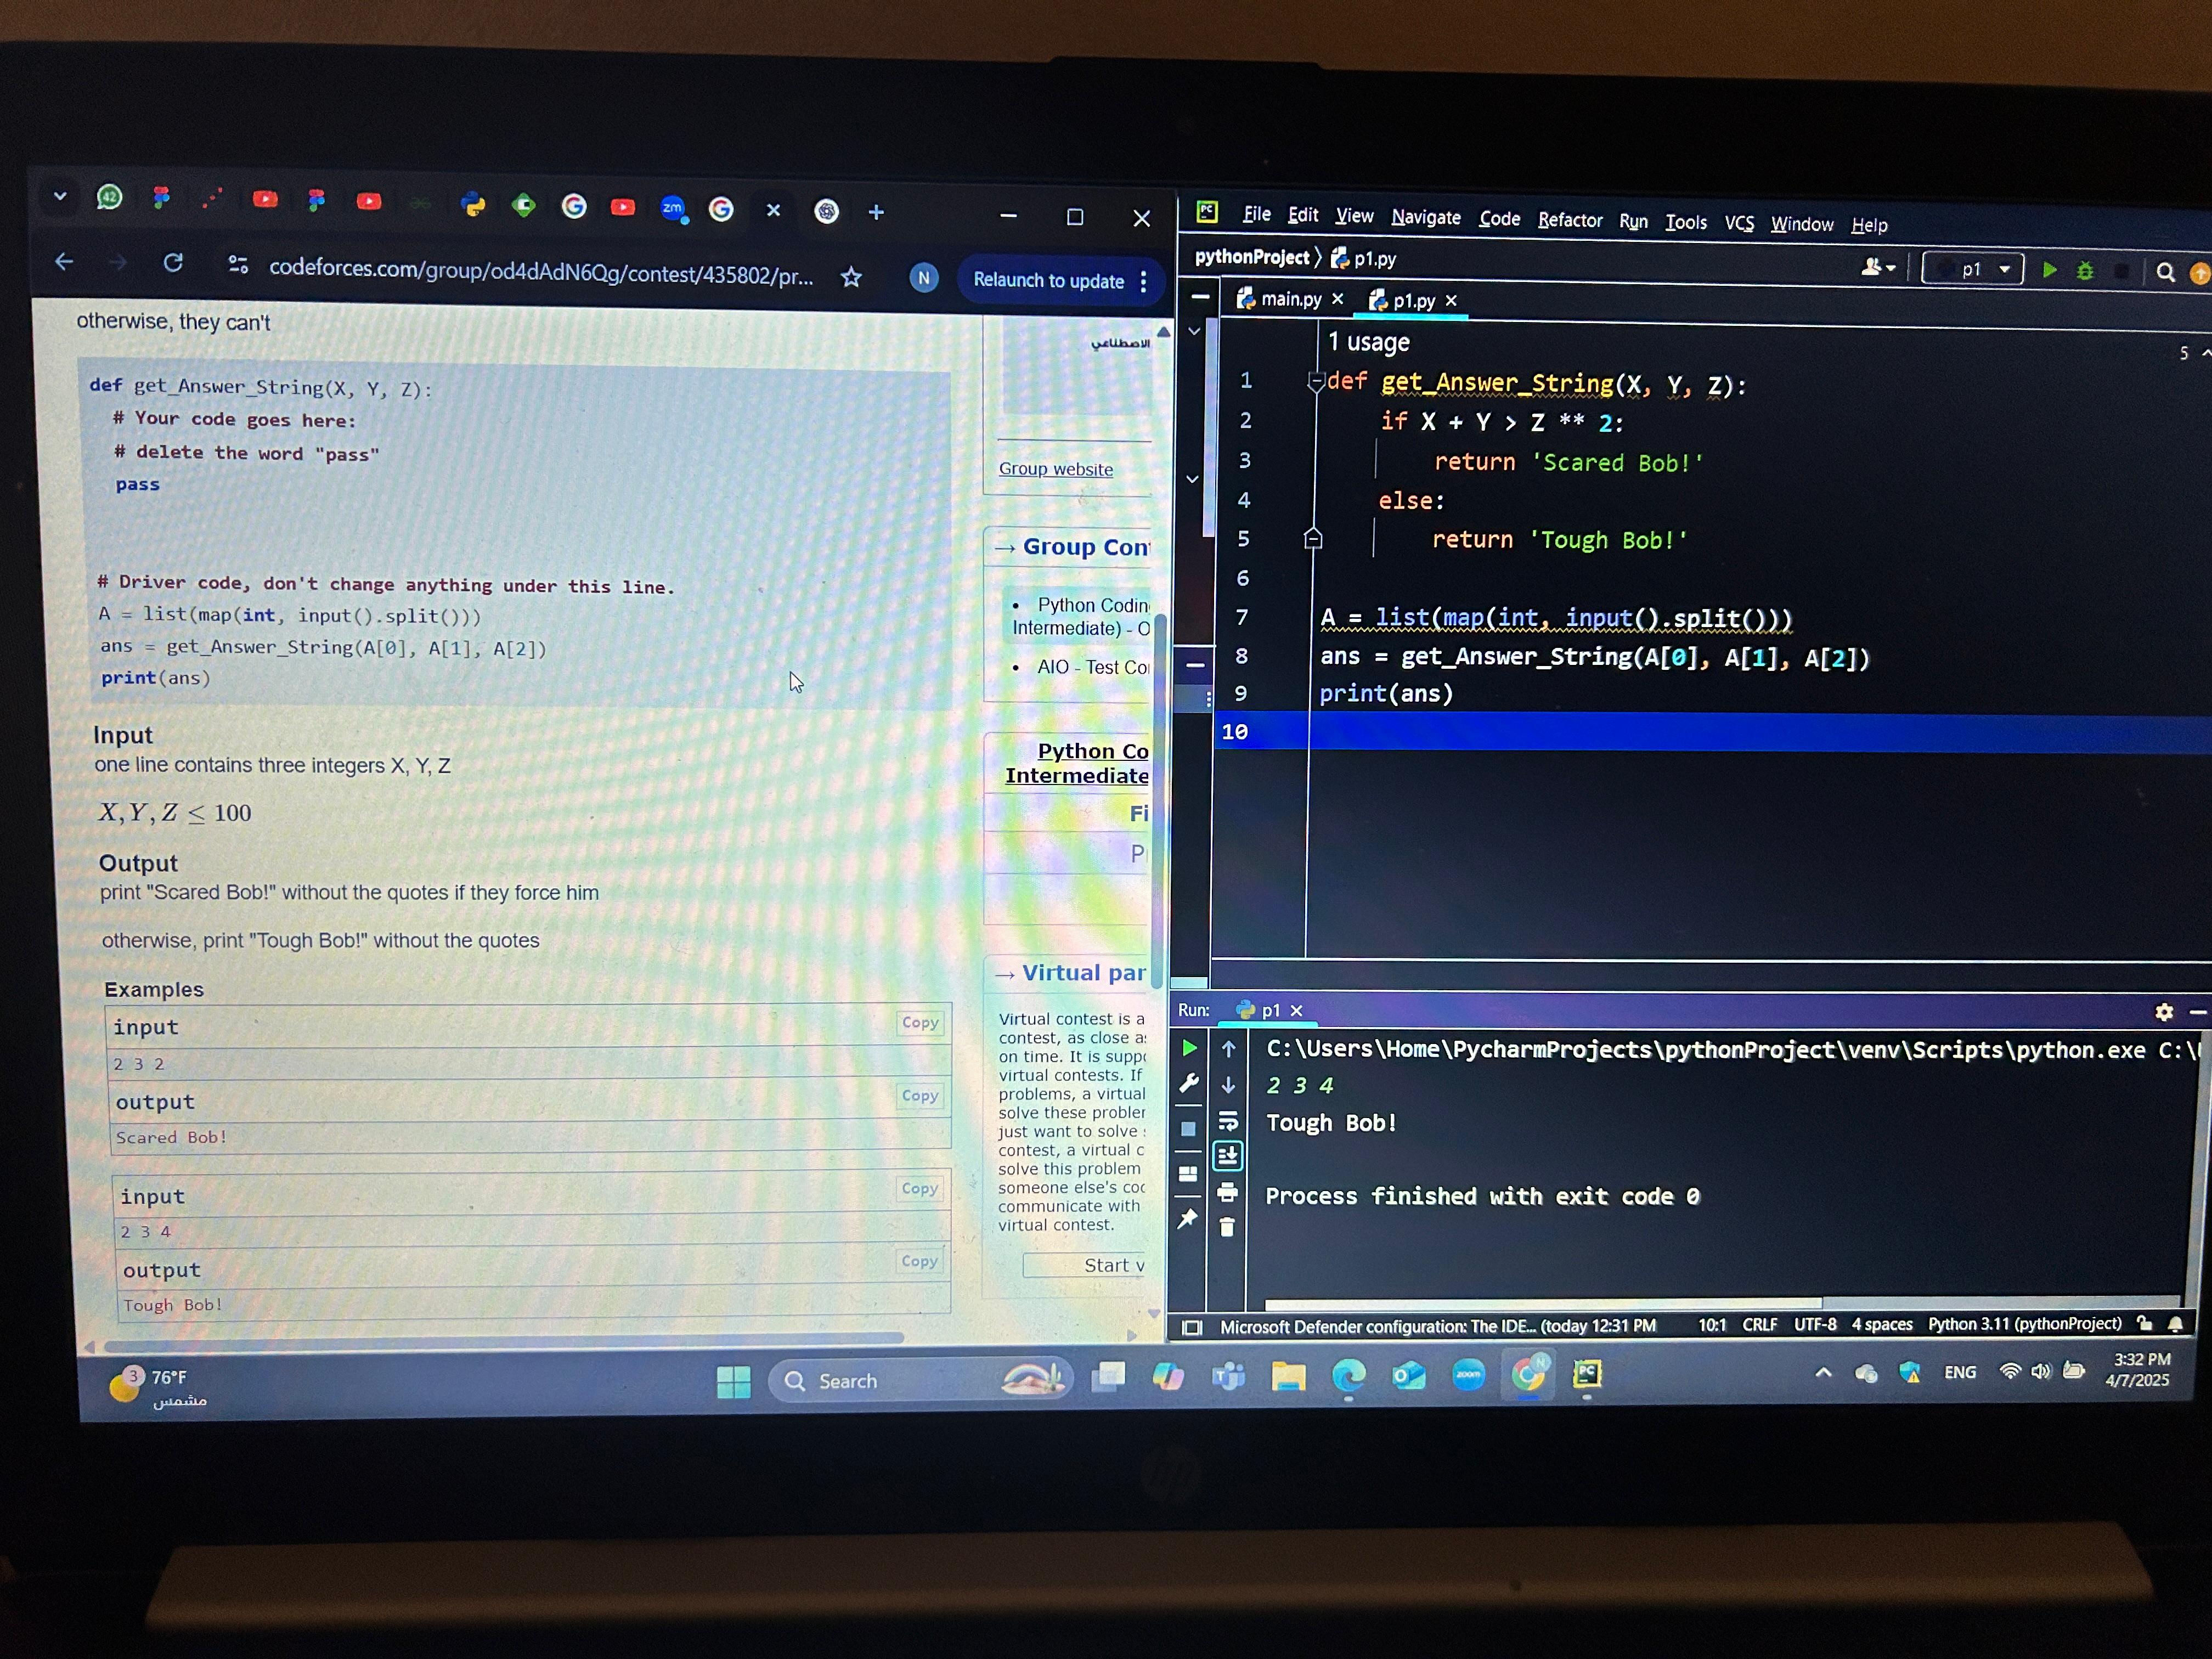 42
zm
codeforces.com/group/od4dAdN6Qg/contest/435802/pr...
N
Relaunch to update
otherwise, they can't
def get_Answer_String(X, Y, Z):
# Your code goes here:
# delete the word "pass"
pass
# Driver code, don't change anything under this line.
A = list(map(int, input().split()))
ans = get_Answer_String(A[0], A[1], A[2])
print(ans)
Input
one line contains three integers X, Y, Z
X, Y, Z ≤ 100
Output
print "Scared Bob!" without the quotes if they force him
otherwise, print "Tough Bob!" without the quotes
Examples
input
Copy
2 3 2
output
Copy
Scared Bob!
input
Copy
2 3 4
output
Copy
Tough Bob!
الاصطناعي
Group website
→ Group Con
• Python Codin
Intermediate) - O
• AIO - Test Co
Python Co
Intermediate
Fi
P
→ Virtual par
Virtual contest is a
contest, as close a
on time. It is supp
virtual contests. If
problems, a virtual
solve these probler
just want to solve
contest, a virtual c
solve this problem
someone else's co
communicate with
virtual contest.
Start v
PC
File Edit View Navigate Code Refactor Run Tools VCS Window Help
pythonProject
p1.py
p1
main.py
p1.py
1 usage
5
1 def get_Answer_String(X, Y, Z):
2 if X + Y > Z ** 2:
3 return 'Scared Bob!'
4 else:
5 return 'Tough Bob!'
6
7 A = list(map(int, input().split()))
8 ans = get_Answer_String(A[0], A[1], A[2])
9 print(ans)
10
Run: p1
C:\Users\Home\PycharmProjects\pythonProject\venv\Scripts\python.exe C:\
2 3 4
Tough Bob!
Process finished with exit code 0
Microsoft Defender configuration: The IDE... (today 12:31 PM
10:1 CRLF UTF-8 4 spaces Python 3.11 (pythonProject)
3
76°F
مشمس
Search
zoom
N
PC
ENG
3:32 PM
4/7/2025
hp